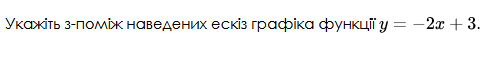 Укажіть з-поміж наведених ескіз графіка функції y = −2x + 3.